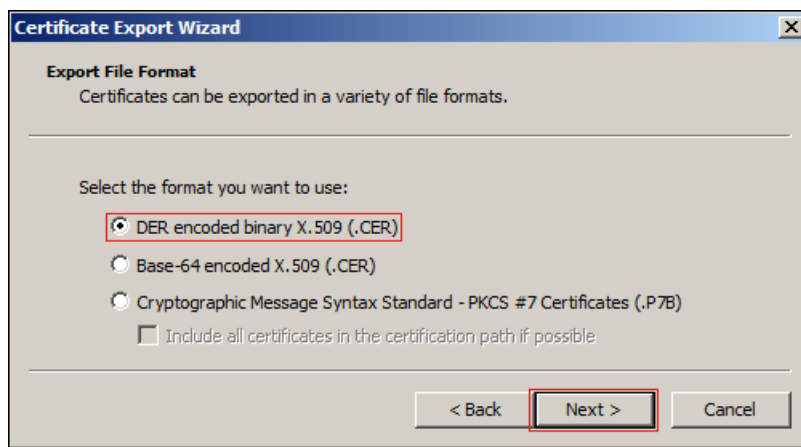 Certificate Export Wizard
Export File Format
Certificates can be exported in a variety of file formats.
Select the format you want to use:
DER encoded binary X.509 (.CER)
Base-64 encoded X.509 (.CER)
Cryptographic Message Syntax Standard - PKCS #7 Certificates (.P7B)
Include all certificates in the certification path if possible
< Back Next > Cancel